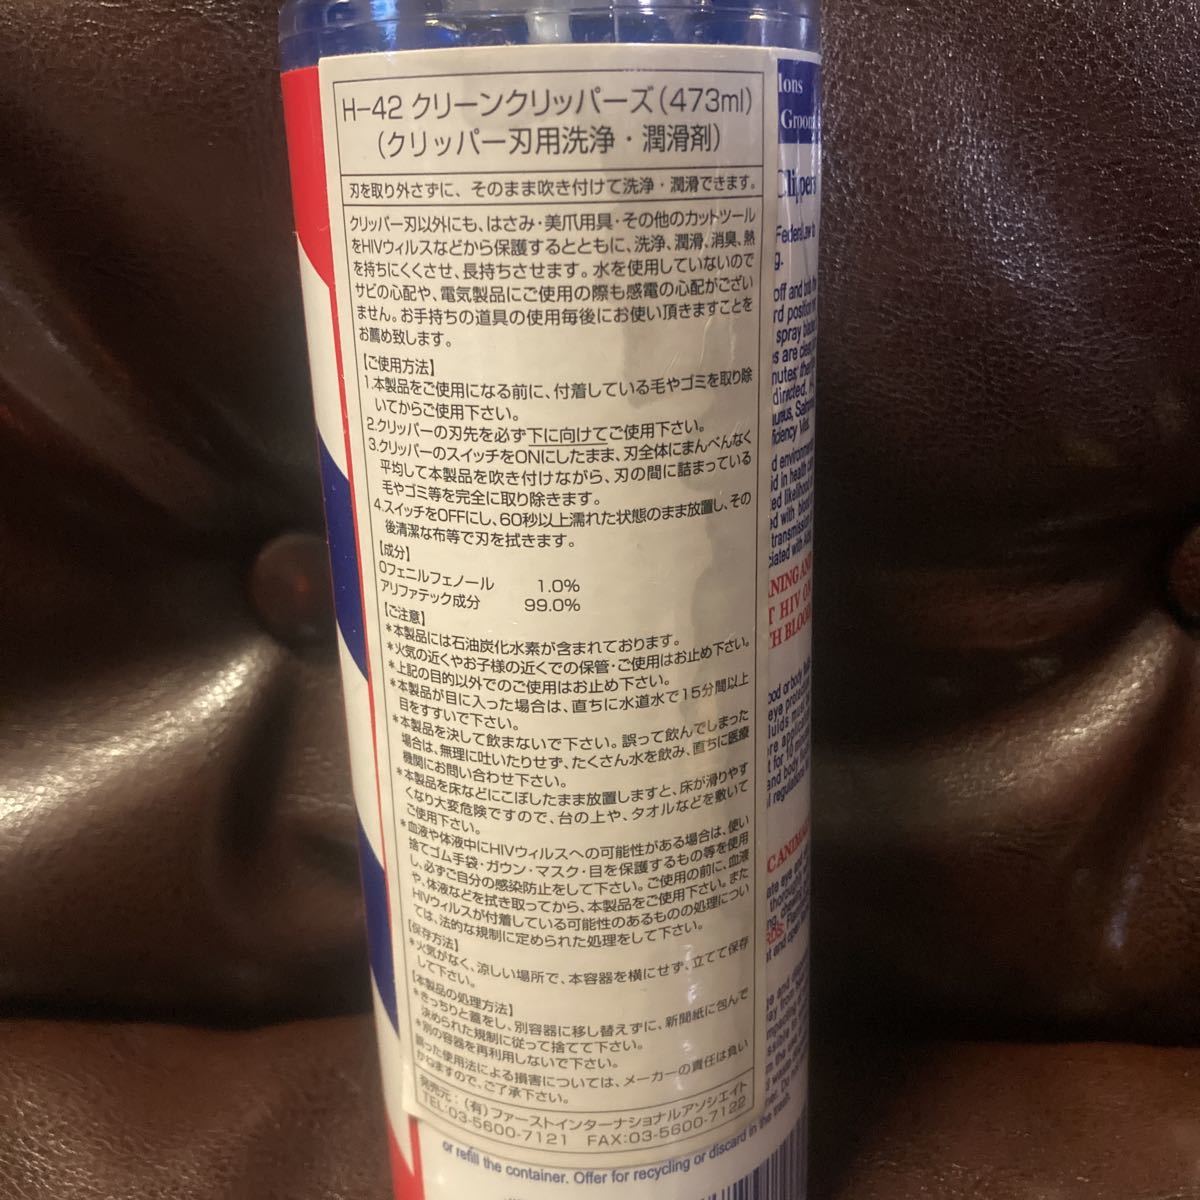 H-42 クリーンクリッパーズ(473ml)
(クリッパー刃用洗浄・潤滑剤)
刃を取り外さずに、そのまま吹き付けて洗浄・潤滑できます。
クリッパー刃以外にも、はさみ・美爪用具・その他のカットツール
をHIVウィルスなどから保護するとともに、洗浄、潤滑、消臭、熱
を持ちにくくさせ、長持ちさせます。水を使用していないので
サビの心配や、電気製品にご使用の際も感電の心配がござい
ません。お手持ちの道具の使用毎後にお使い頂きますことを
お薦め致します。
【ご使用方法】
1.本製品をご使用になる前に、付着している毛やゴミを取り除
いてからご使用下さい。
2.クリッパーの刃先を必ず下に向けてご使用下さい。
3.クリッパーのスイッチをONにしたまま、刃全体にまんべんなく
平均して本製品を吹き付けながら、刃の間に詰まっている
毛やゴミ等を完全に取り除きます。
4.スイッチをOFFにし、60秒以上濡れた状態のまま放置し、その
後清潔な布等で刃を拭きます。
【成分】
Oフェニルフェノール 1.0%
アリファテック成分 99.0%
【ご注意】
*本製品には石油炭化水素が含まれております。
*火気の近くやお子様の近くでの保管・ご使用はお止め下さい。
*上記の目的以外でのご使用はお止め下さい。
*本製品が目に入った場合は、直ちに水道水で15分間以上
目をすすいで下さい。
*本製品を決して飲まないで下さい。誤って飲んでしまった
場合は、無理に吐いたりせず、たくさん水を飲み、直ちに医療
機関にお問い合わせ下さい。
*本製品を床などにこぼしたまま放置しますと、床が滑りやす
くなり大変危険ですので、台の上や、タオルなどを敷いて
ご使用下さい。
*血液や体液中にHIVウィルスへの可能性がある場合は、使い
捨てゴム手袋・ガウン・マスク・目を保護するもの等を使用
し、必ずご自分の感染防止をして下さい。ご使用の前に、血液
や、体液などを拭き取ってから、本製品をご使用下さい。また
HIVウィルスが付着している可能性のあるものの処理につい
ては、法的な規制に定められた処理をして下さい。
【保存方法】
*火気がなく、涼しい場所で、本容器を横にせず、立てて保存
して下さい。
【本製品の処理方法】
*きっちりと蓋をし、別容器に移し替えずに、新聞紙に包んで
決められた規制に従って捨てて下さい。
*別の容器を再利用しないで下さい。
誤った使用法による損害については、メーカーの責任は負い
かねますので、ご了承下さい。
発売元:(有)ファーストインターナショナルアソシエイト
TEL:03-5600-7121 FAX:03-5600-7122
or refill the container. Offer for recycling or discard in the trash.